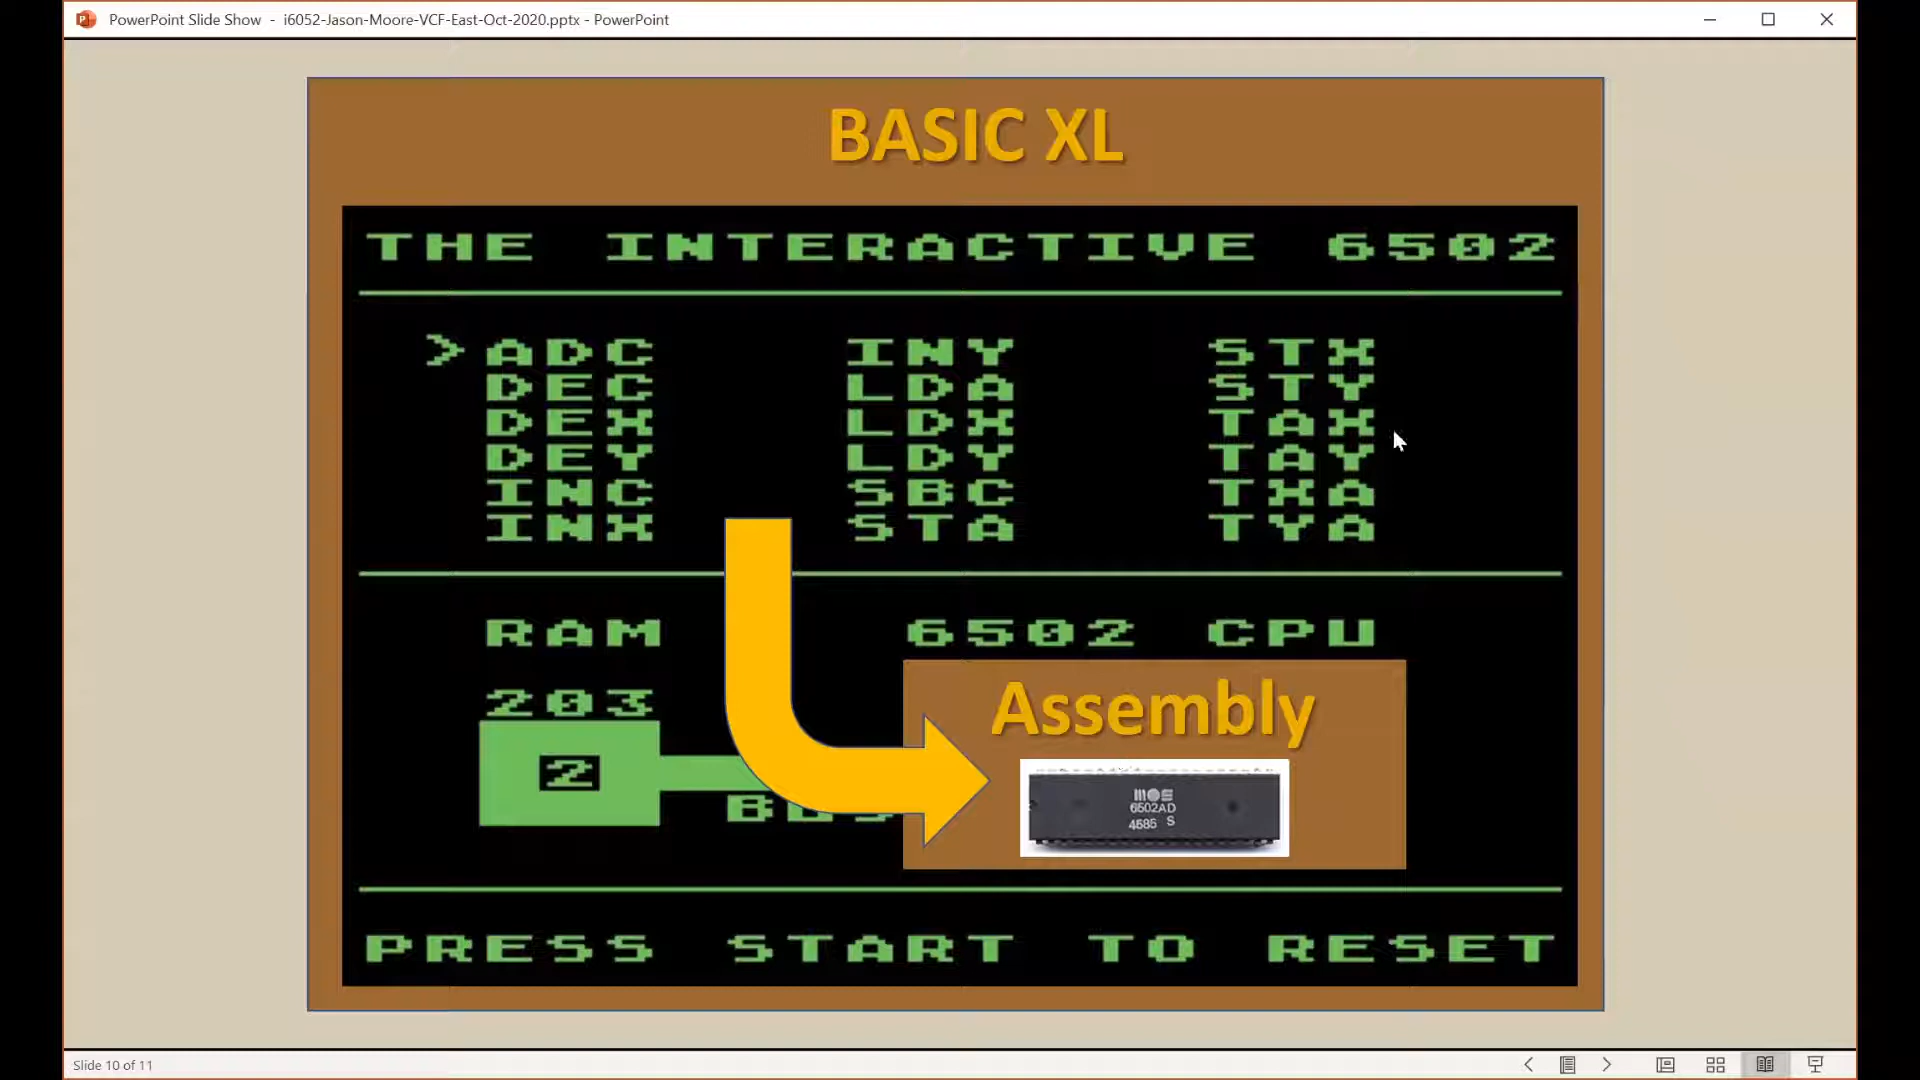 PowerPoint Slide Show - i6052-Jason-Moore-VCF-East-Oct-2020.pptx - PowerPoint
BASIC XL
THE INTERACTIVE 6502
> ADC INY STX
DEC LDA STY
DEX LDX TAX
DEY LDY TAY
INC SBC TXA
INX STA TYA
RAM 6502 CPU
203
2
Assembly
mos
6502AD
4585 S
PRESS START TO RESET
Slide 10 of 11